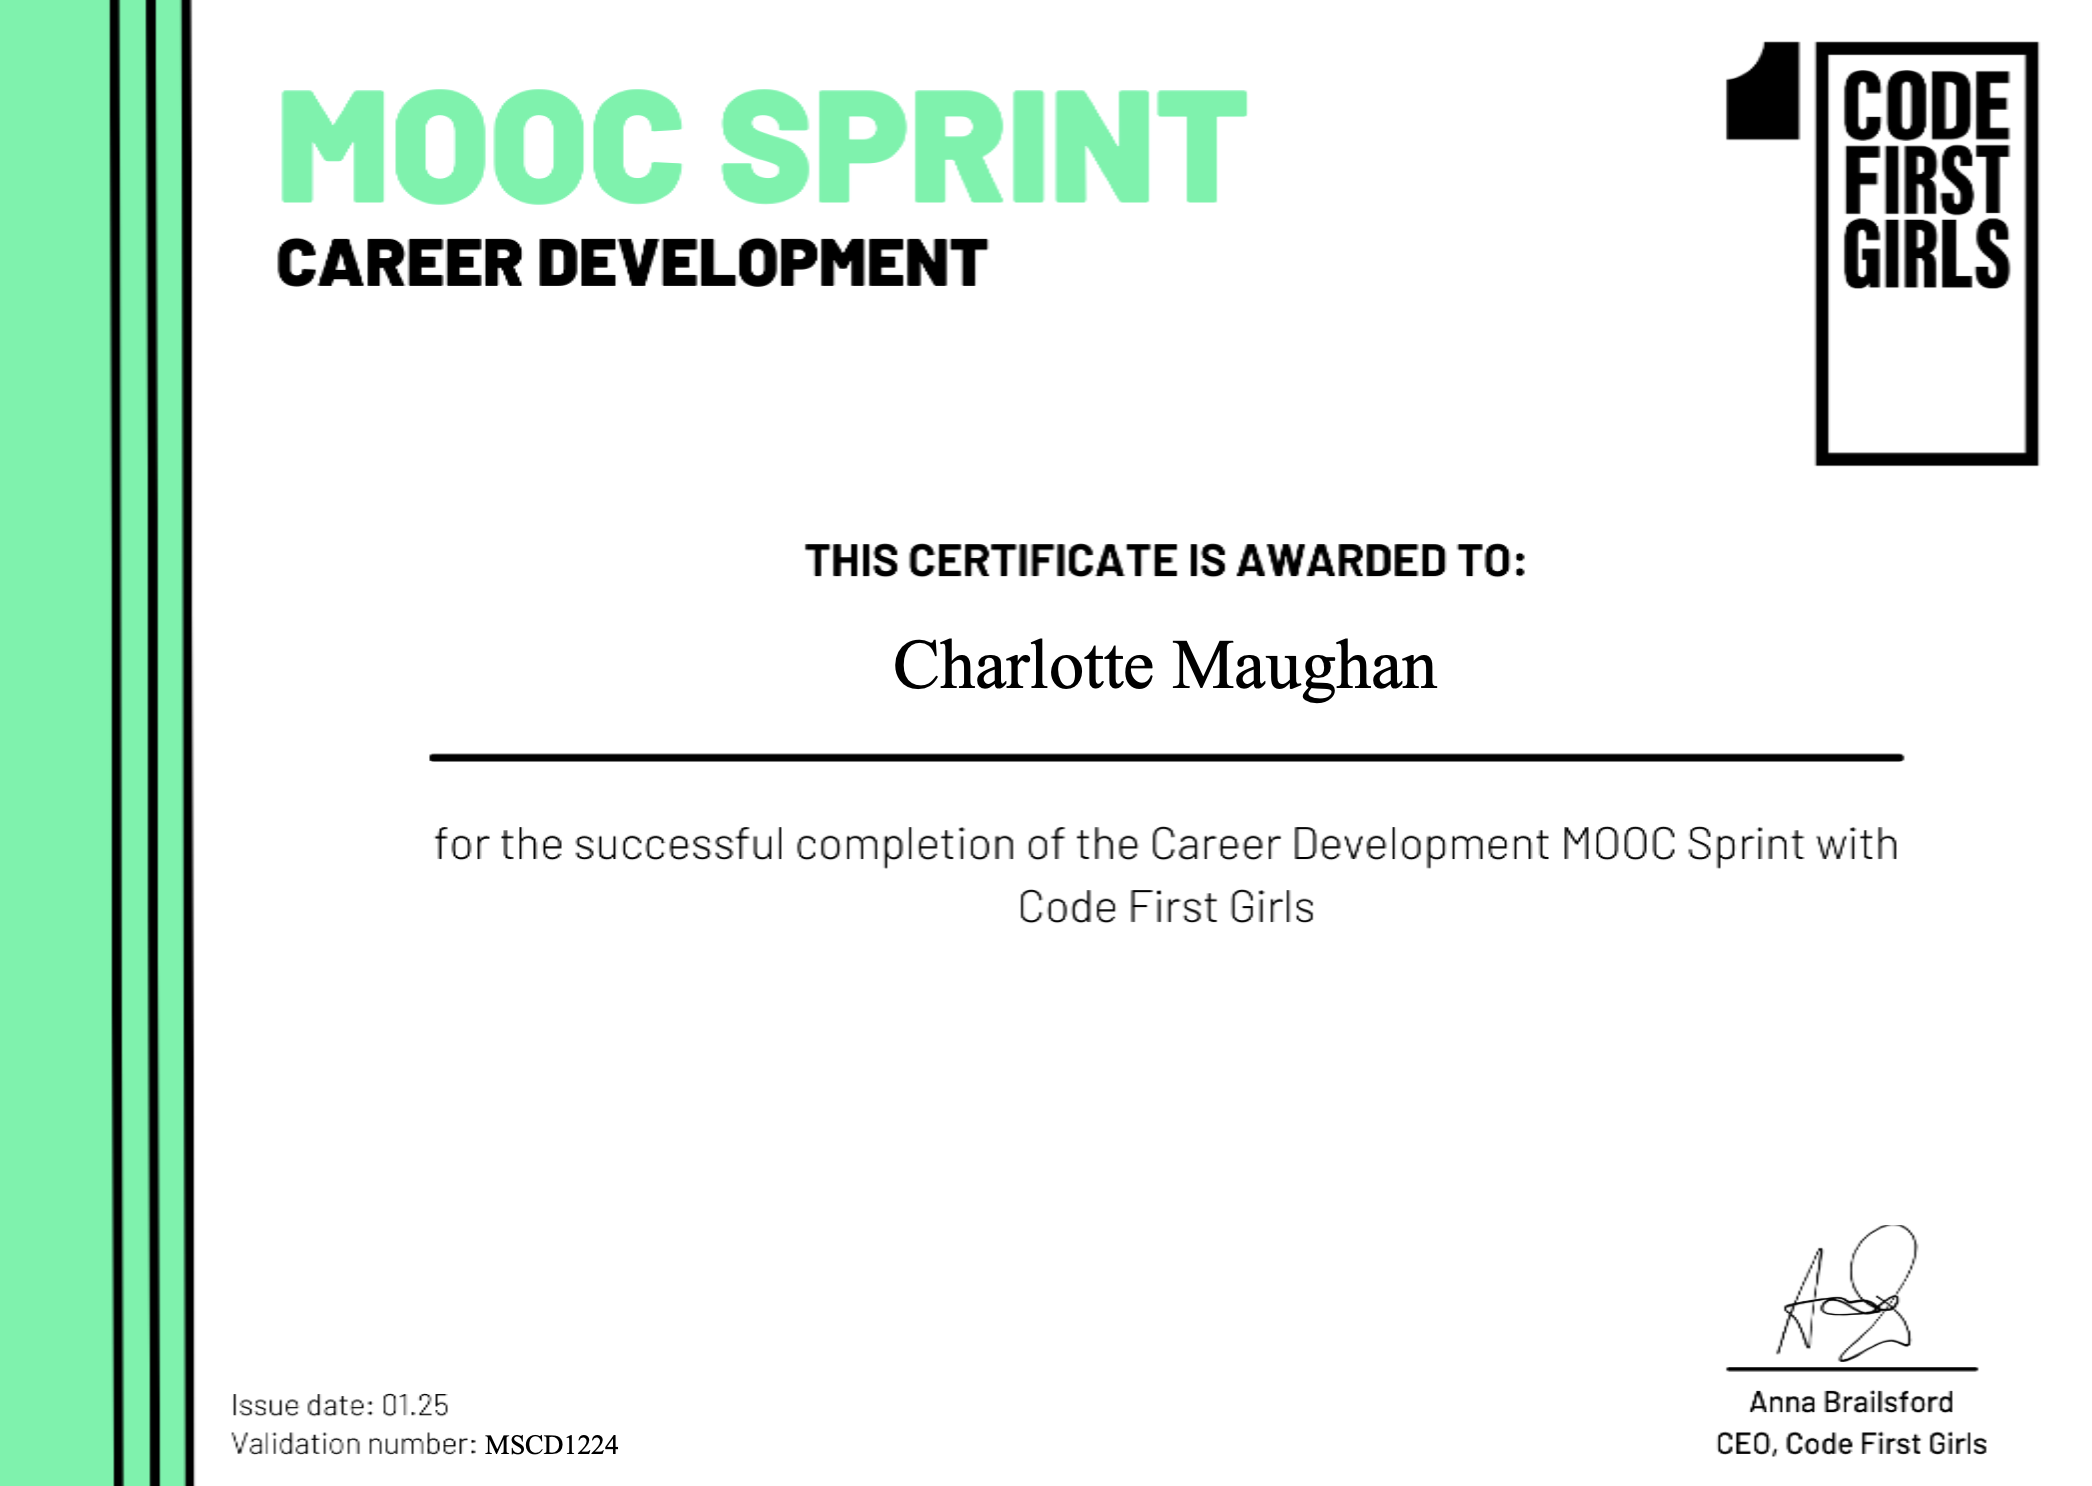 MOOC SPRINT
CAREER DEVELOPMENT
CODE
FIRST
GIRLS
THIS CERTIFICATE IS AWARDED TO:
Charlotte Maughan
for the successful completion of the Career Development MOOC Sprint with
Code First Girls
Issue date: 01.25
Validation number: MSCD1224
Anna Brailsford
CEO, Code First Girls